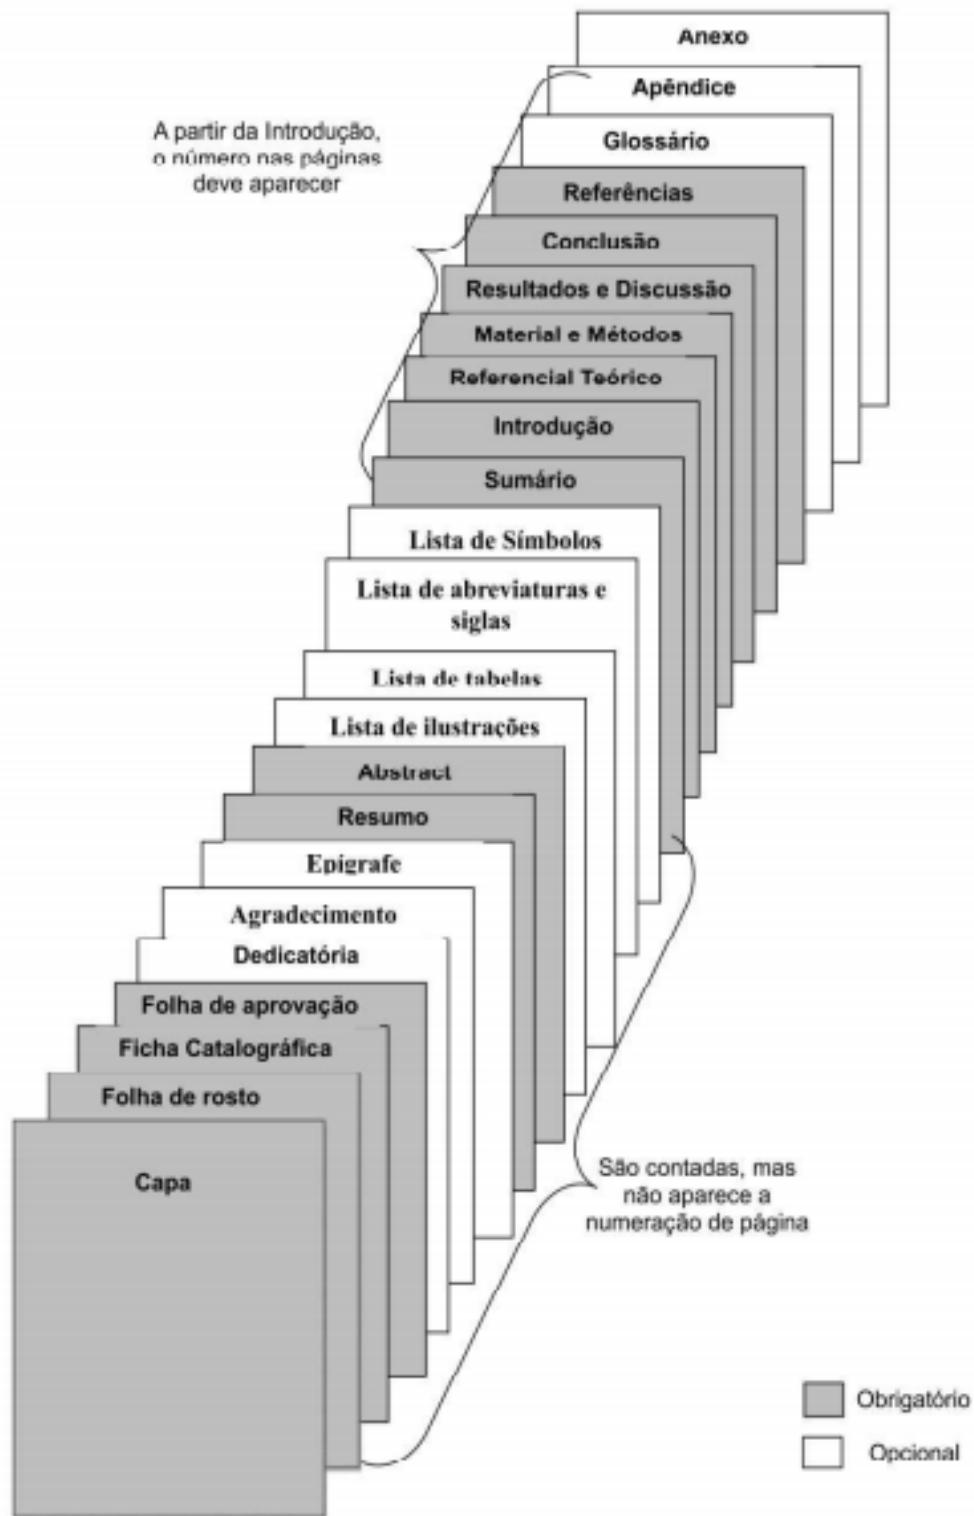 Anexo
Apêndice
A partir da Introdução,
o número nas páginas
deve aparecer
Glossário
Referências
Conclusão
Resultados e Discussão
Material e Métodos
Referencial Teórico
Introdução
Sumário
Lista de Símbolos
Lista de abreviaturas e
siglas
Lista de tabelas
Lista de ilustrações
Abstract
Resumo
Epígrafe
Agradecimento
Dedicatória
Folha de aprovação
Ficha Catalográfica
Folha de rosto
Capa
São contadas, mas
não aparece a
numeração de página
Obrigatório
Opcional